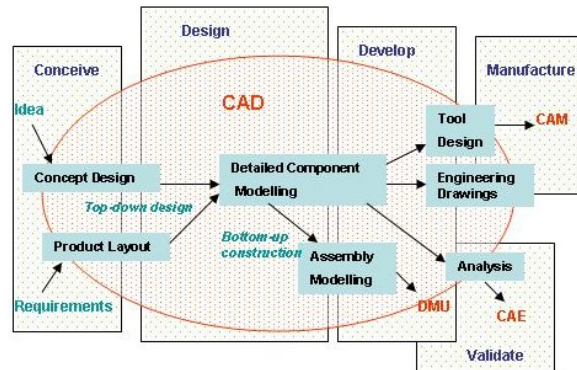 Design
Develop
Conceive
Manufacture
CAD
Idea
Tool
Design
CAM
Concept Design
Detailed Component
Modelling
Engineering
Drawings
Top-down design
Product Layout
Bottom-up
construction
Assembly
Modelling
Analysis
Requirements
DMU
CAE
Validate